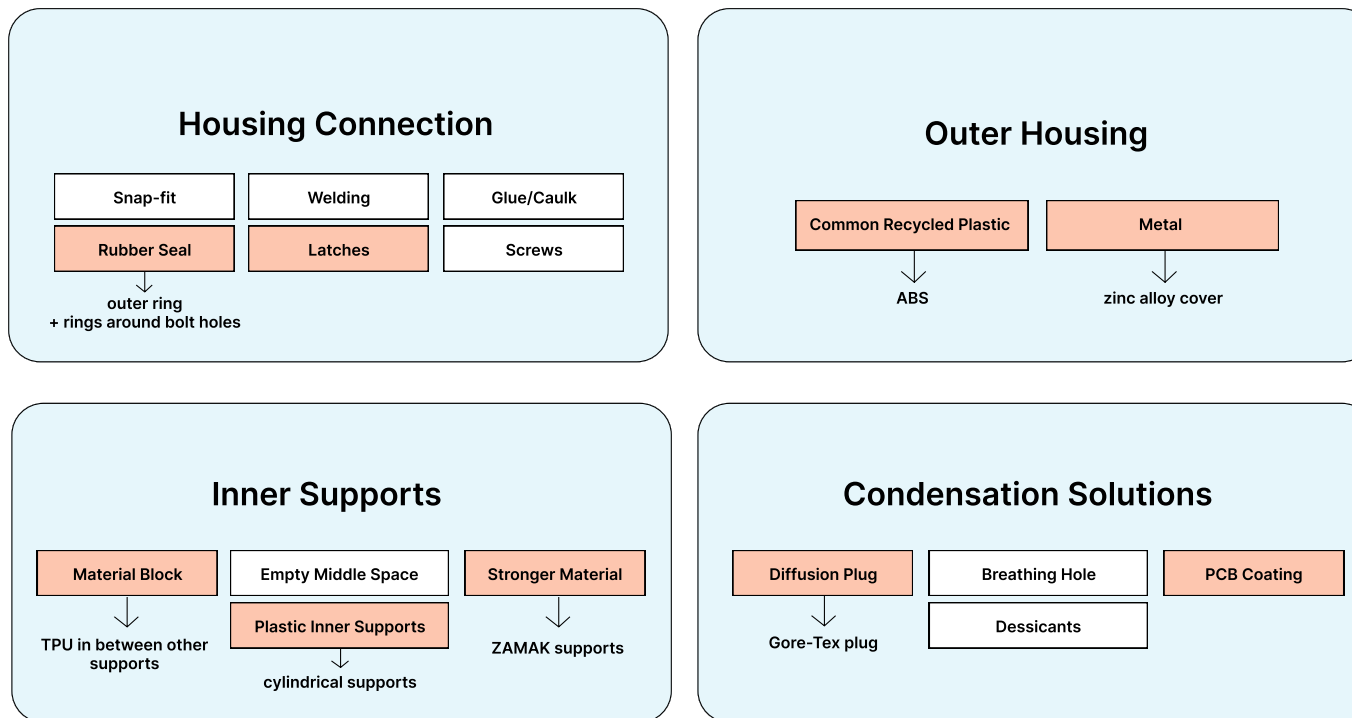 Housing Connection
Snap-fit
Welding
Glue/Caulk
Rubber Seal
Latches
Screws
outer ring
+ rings around bolt holes
Outer Housing
Common Recycled Plastic
Metal
ABS
zinc alloy cover
Inner Supports
Material Block
Empty Middle Space
Stronger Material
Plastic Inner Supports
TPU in between other
supports
ZAMAK supports
cylindrical supports
Condensation Solutions
Diffusion Plug
Breathing Hole
PCB Coating
Dessicants
Gore-Tex plug